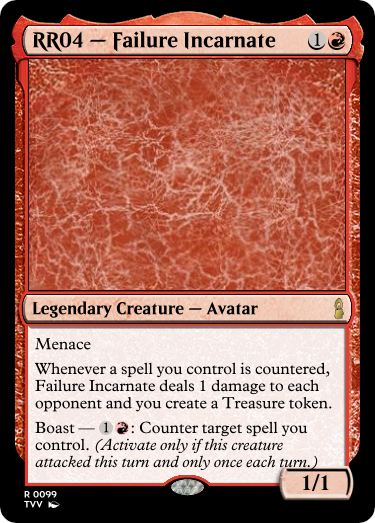 RR04 — Failure Incarnate 1
Legendary Creature — Avatar
Menace
Whenever a spell you control is countered,
Failure Incarnate deals 1 damage to each
opponent and you create a Treasure token.
Boast — 1 : Counter target spell you
control. (Activate only if this creature
attacked this turn and only once each turn.)
1/1
R 0099
TVV